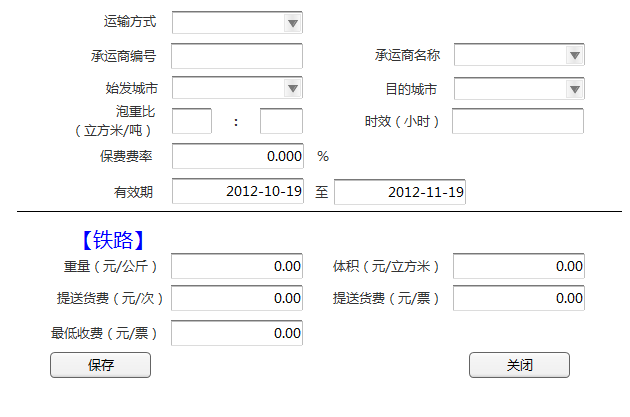 运输方式
承运商编号 承运商名称
始发城市 目的城市
泡重比
（立方米/吨） : 时效（小时）
保费费率 0.000 %
有效期 2012-10-19 至 2012-11-19
【铁路】
重量（元/公斤） 0.00 体积（元/立方米） 0.00
提送货费（元/次） 0.00 提送货费（元/票） 0.00
最低收费（元/票） 0.00
保存 关闭